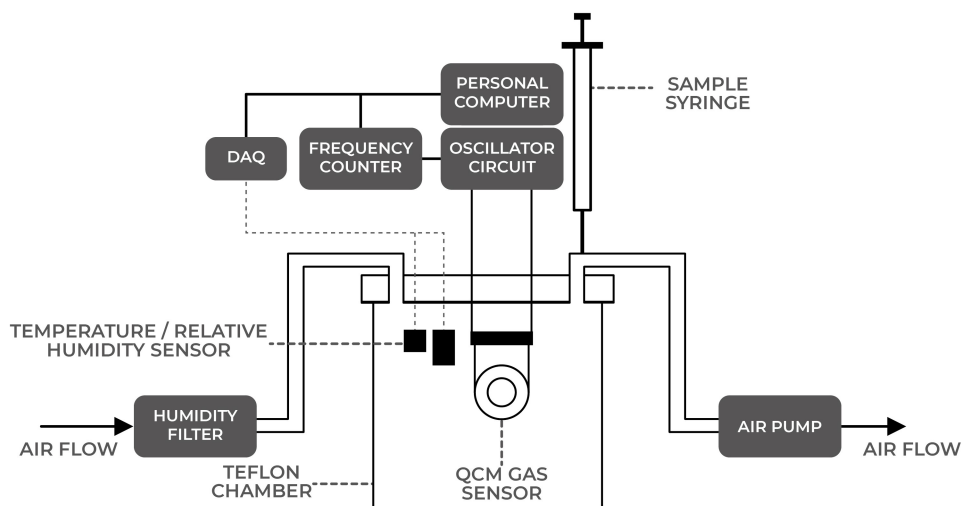 PERSONAL
COMPUTER
SAMPLE
SYRINGE
DAQ
FREQUENCY
COUNTER
OSCILLATOR
CIRCUIT
TEMPERATURE / RELATIVE
HUMIDITY SENSOR
HUMIDITY
FILTER
AIR FLOW
TEFLON
CHAMBER
QCM GAS
SENSOR
AIR PUMP
AIR FLOW